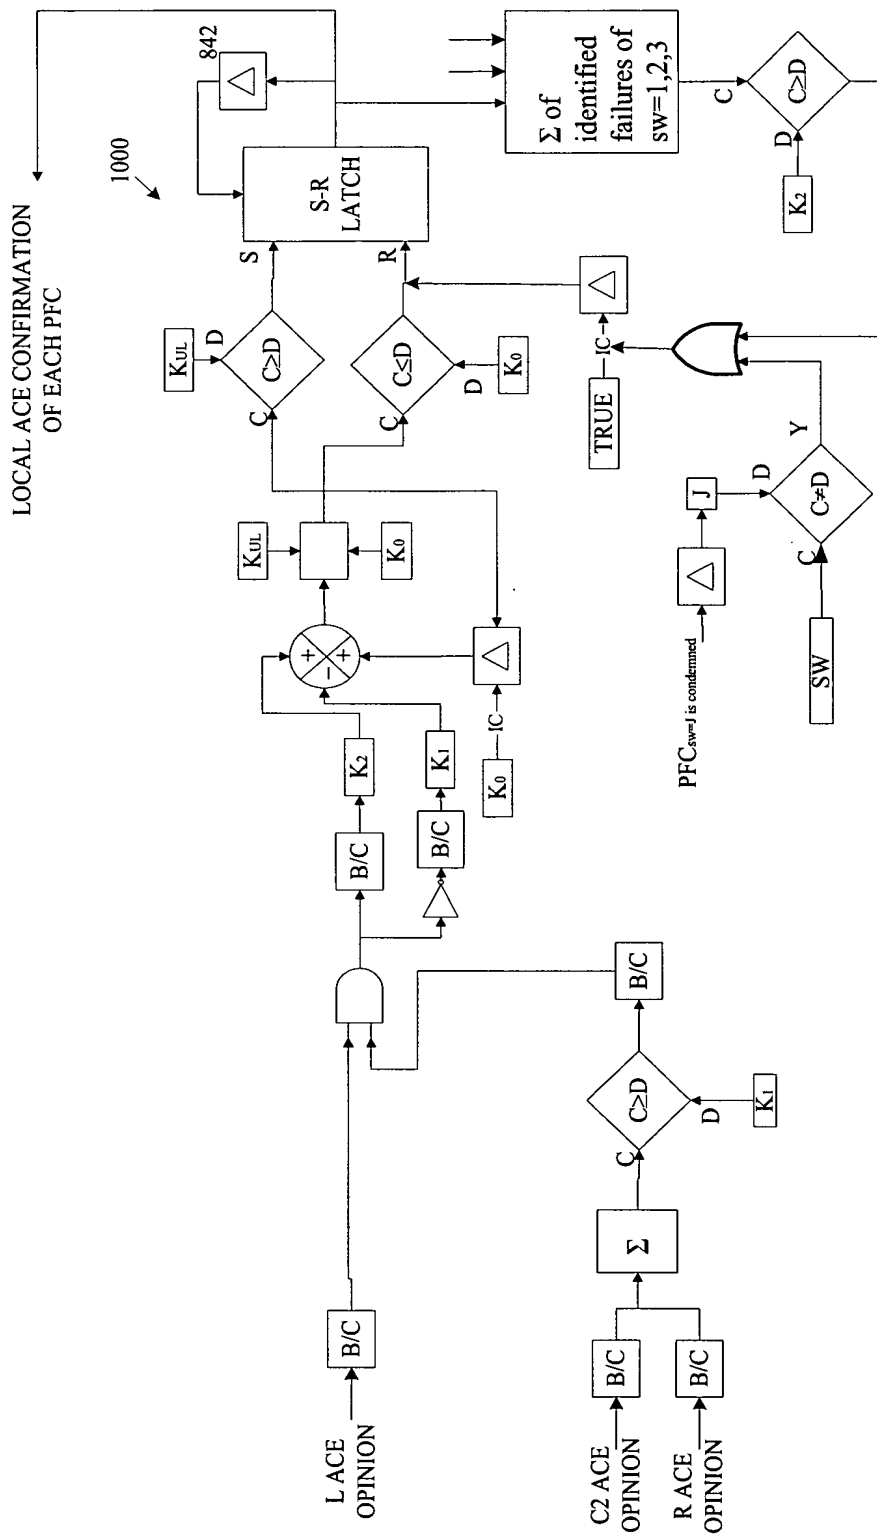 LOCAL ACE CONFIRMATION
OF EACH PFC
1000
842
Δ
S-R
LATCH
S
R
Σ of
identified
failures of
sw=1,2,3
C
C≥D
D
K2
KUL
D
C≥D
C
C≤D
C
D
K0
Δ
IC
TRUE
KUL
K0
+
+
-
Δ
IC
K0
K2
B/C
K1
B/C
Y
C≠D
D
C
J
Δ
PFCsw=J is condemned
SW
B/C
C≥D
C
D
K1
Σ
B/C
L ACE
OPINION
B/C
C2 ACE
OPINION
B/C
R ACE
OPINION